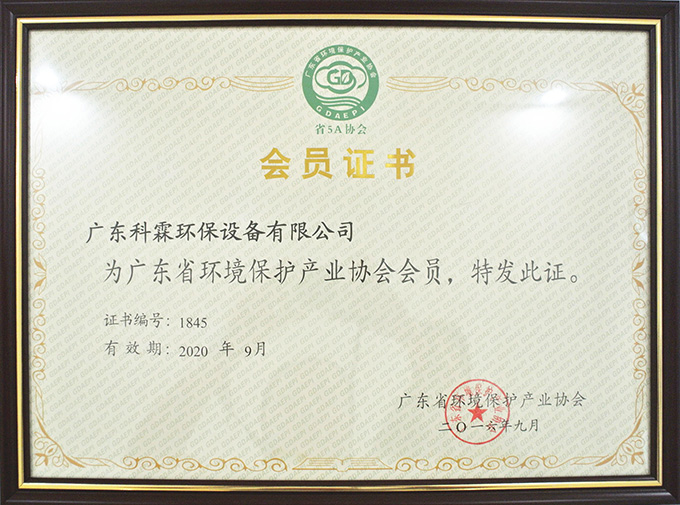 广东省环境保护产业协会
GDAEPI
省5A协会
会员证书
广东科霖环保设备有限公司
为广东省环境保护产业协会会员，特发此证。
证书编号：1845
有 效 期：2020 年 9月
广东省环境保护产业协会
二〇一六年九月